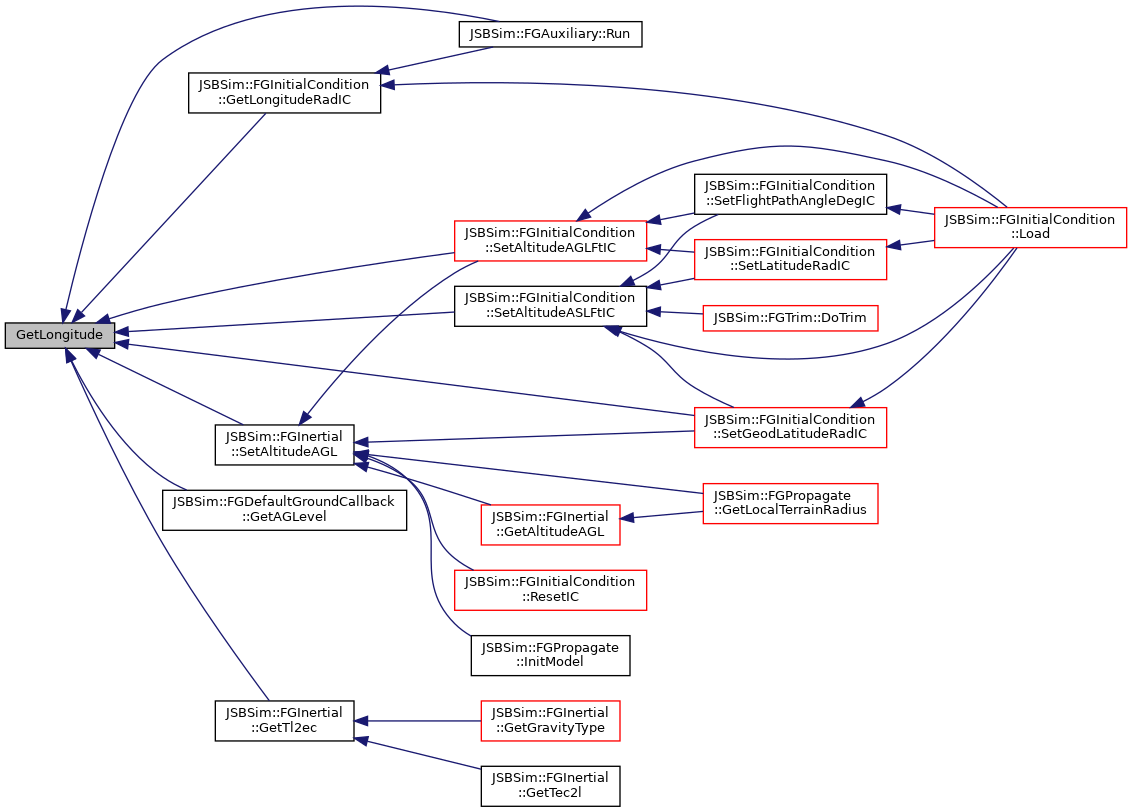 JSBSim::FGAuxiliary::Run
JSBSim::FGInitialCondition
::GetLongitudeRadIC
JSBSim::FGInitialCondition
::SetFlightPathAngleDegIC
JSBSim::FGInitialCondition
::Load
JSBSim::FGInitialCondition
::SetAltitudeAGLFtIC
JSBSim::FGInitialCondition
::SetLatitudeRadIC
JSBSim::FGInitialCondition
::SetAltitudeASLFtIC
JSBSim::FGTrim::DoTrim
GetLongitude
JSBSim::FGInitialCondition
::SetGeodLatitudeRadIC
JSBSim::FGInertial
::SetAltitudeAGL
JSBSim::FGDefaultGroundCallback
::GetAGLevel
JSBSim::FGPropagate
::GetLocalTerrainRadius
JSBSim::FGInertial
::GetAltitudeAGL
JSBSim::FGInitialCondition
::ResetIC
JSBSim::FGPropagate
::InitModel
JSBSim::FGInertial
::GetTl2ec
JSBSim::FGInertial
::GetGravityType
JSBSim::FGInertial
::GetTec2l